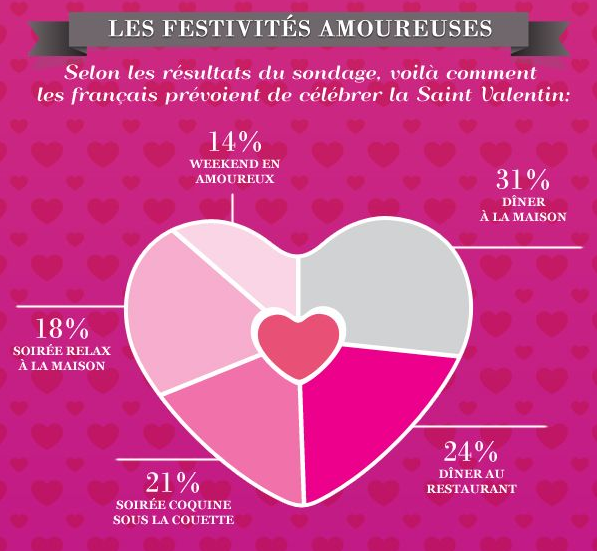 LES FESTIVITÉS AMOUREUSES
Selon les résultats du sondage, voilà comment
les français prévoient de célébrer la Saint Valentin:
14%
WEEKEND EN
AMOUREUX
31%
DÎNER
À LA MAISON
18%
SOIRÉE RELAX
À LA MAISON
24%
DÎNER AU
RESTAURANT
21%
SOIRÉE COQUINE
SOUS LA COUETTE